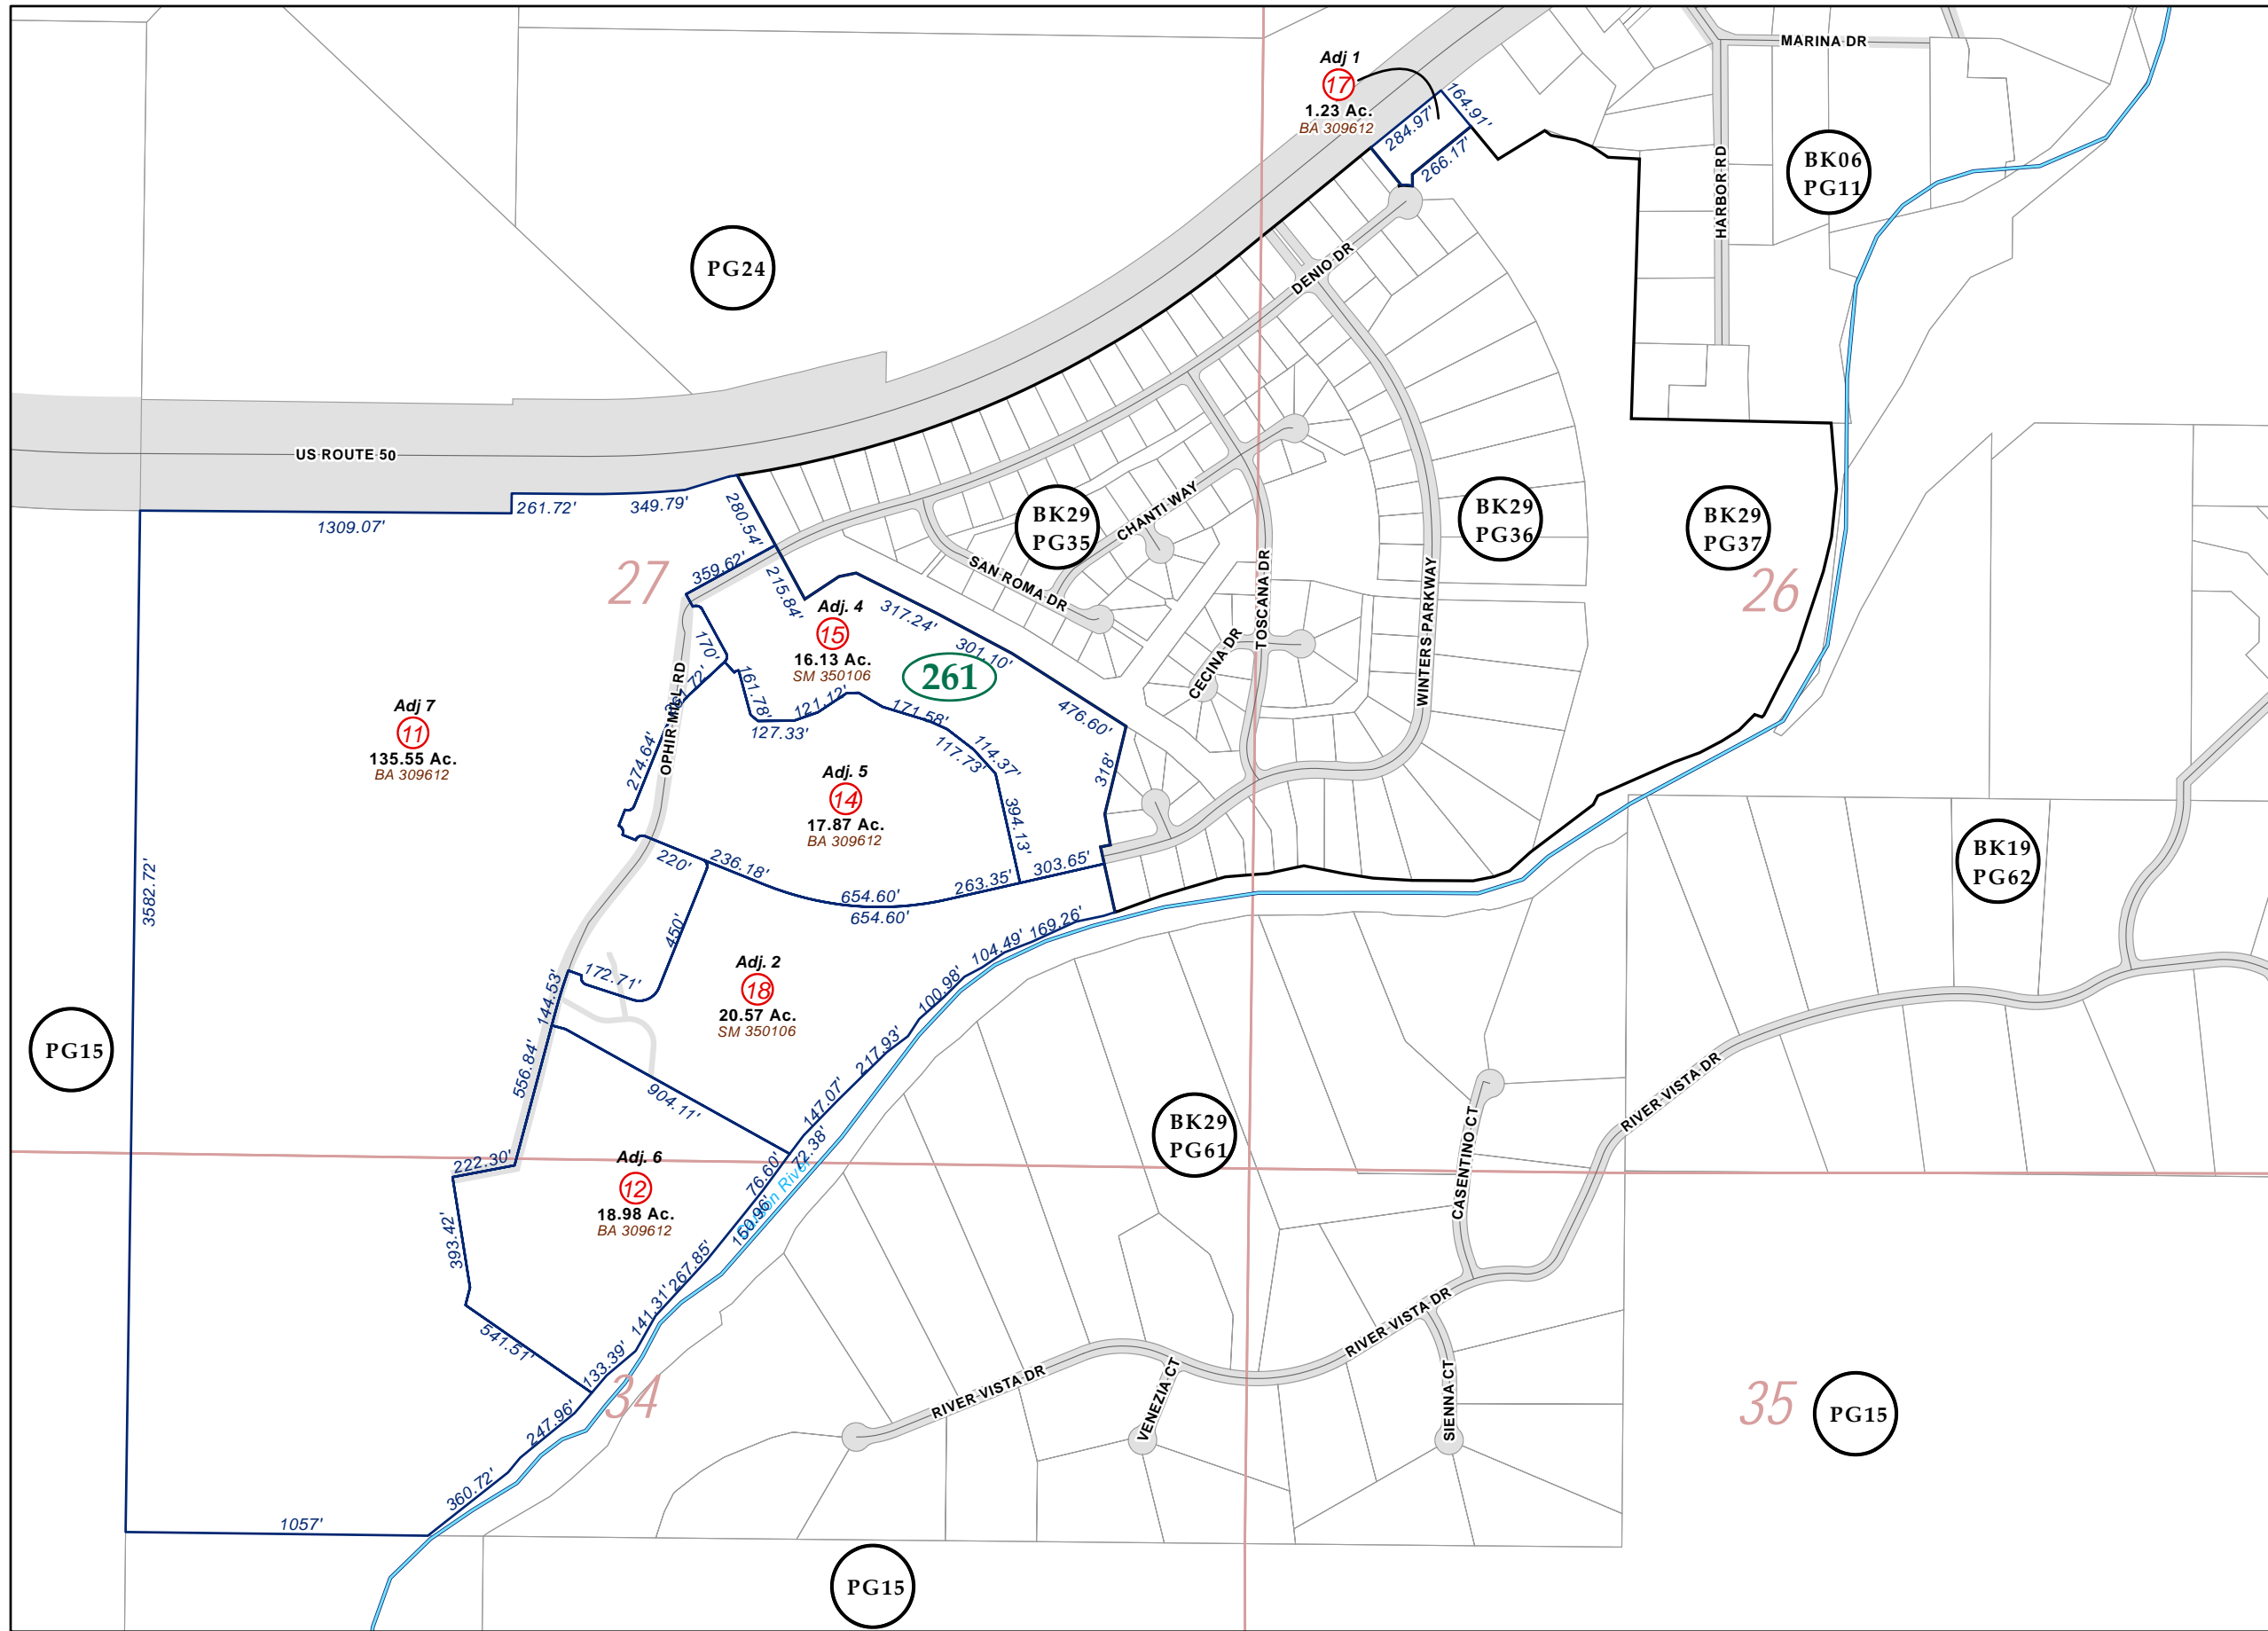 Adj 1
17
1.23 Ac.
BA 309612
284.97'
164.91'
266.17'
MARINA DR
HARBOR RD
BK06
PG11
PG24
DENIO DR
US ROUTE 50
1309.07'
261.72'
349.79'
280.54'
359.62'
215.84'
27
BK29
PG35
CHANTI WAY
SAN ROMA DR
TOSCANA DR
CECINA DR
WINTERS PARKWAY
BK29
PG36
BK29
PG37
26
Adj. 4
15
16.13 Ac.
SM 350106
317.24'
301.10'
261
476.60'
318'
170'
161.78'
127.33'
121.12'
171.58'
117.73'
114.37'
394.13'
OPHIR MILL RD
274.64'
Adj 7
11
135.55 Ac.
BA 309612
Adj. 5
14
17.87 Ac.
BA 309612
220'
236.18'
654.60'
654.60'
263.35'
303.65'
450'
172.71'
144.53'
556.84'
3582.72'
Adj. 2
18
20.57 Ac.
SM 350106
169.26'
104.49'
100.98'
217.93'
147.07'
72.38'
76.60'
150.96'
904.11'
BK19
PG62
PG15
222.30'
Adj. 6
12
18.98 Ac.
BA 309612
393.42'
541.51'
267.85'
141.31'
133.39'
247.96'
360.72'
1057'
34
River
BK29
PG61
CASENTINO CT
RIVER VISTA DR
RIVER VISTA DR
RIVER VISTA DR
VENEZIA CT
SIENNA CT
35
PG15
PG15